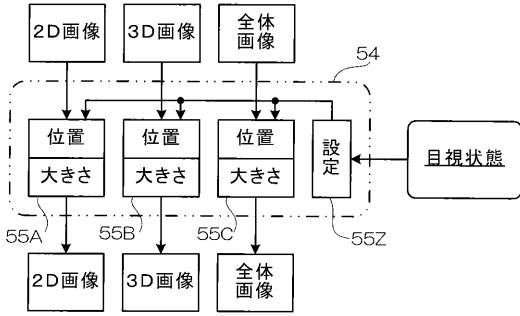 2D画像
3D画像
全体
画像
54
位置
大きさ
位置
大きさ
位置
大きさ
設定
目視状態
55A
55B
55C
55Z
2D画像
3D画像
全体
画像